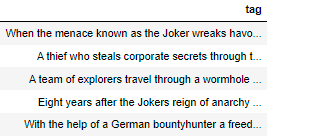 tag
When the menace known as the Joker wreaks havo...
A thief who steals corporate secrets through t...
A team of explorers travel through a wormhole ...
Eight years after the Jokers reign of anarchy ...
With the help of a German bountyhunter a freed...